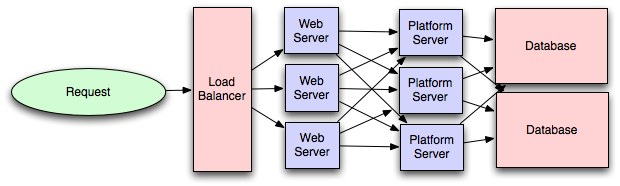 Request
Load
Balancer
Web
Server
Web
Server
Web
Server
Platform
Server
Platform
Server
Platform
Server
Database
Database